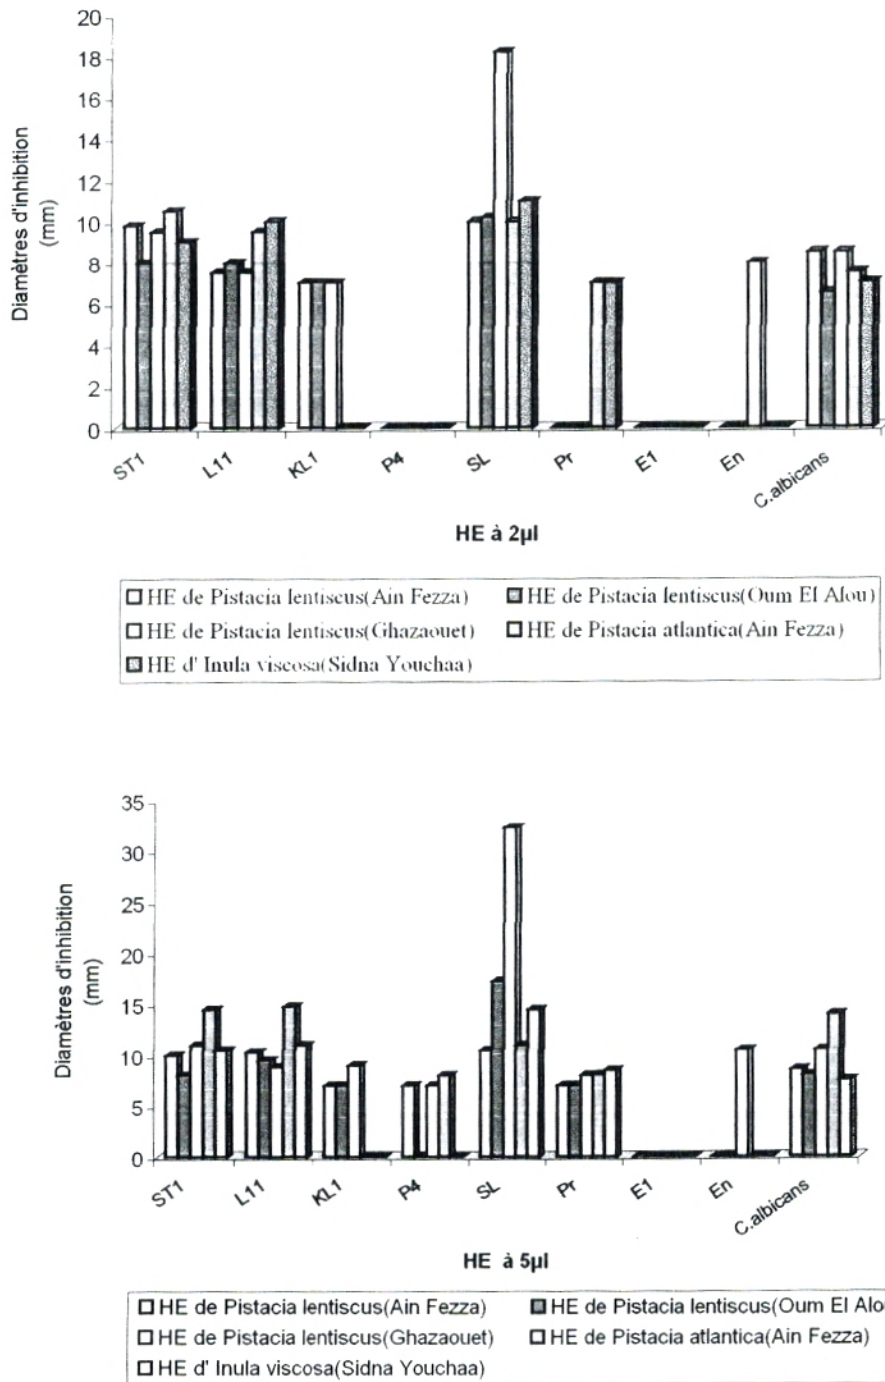 20
18
16
14
12
10
8
6
4
2
0
Diamètres d'inhibition
(mm)
ST1
L11
KL1
P4
SL
Pr
E1
En
C.albicans
HE à 2µl
HE de Pistacia lentiscus(Ain Fezza)
HE de Pistacia lentiscus(Oum El Alou)
HE de Pistacia lentiscus(Ghazaouet)
HE de Pistacia atlantica(Ain Fezza)
HE d' Inula viscosa(Sidna Youchaa)
35
30
25
20
15
10
5
0
Diamètres d'inhibition
(mm)
ST1
L11
KL1
P4
SL
Pr
E1
En
C.albicans
HE à 5µl
HE de Pistacia lentiscus(Ain Fezza)
HE de Pistacia lentiscus(Oum El Alou
HE de Pistacia lentiscus(Ghazaouet)
HE de Pistacia atlantica(Ain Fezza)
HE d' Inula viscosa(Sidna Youchaa)